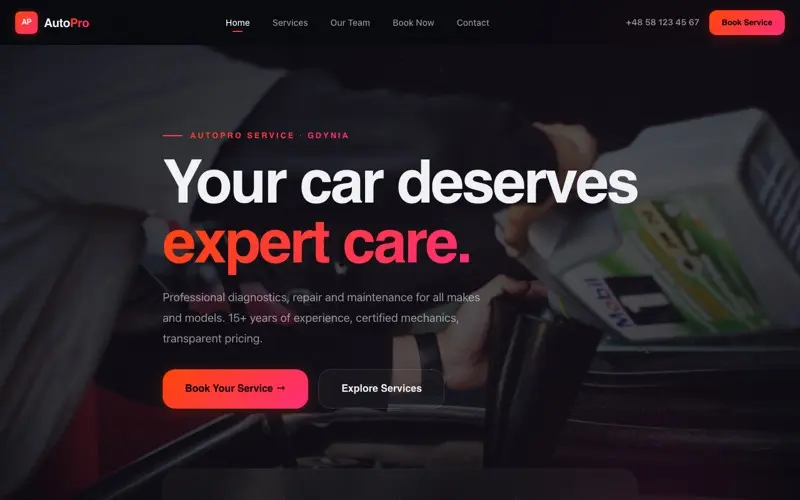 AP
AutoPro
Home
Services
Our Team
Book Now
Contact
+48 58 123 45 67
Book Service
AUTOPRO SERVICE · GDYNIA
Your car deserves
expert care.
Professional diagnostics, repair and maintenance for all makes
and models. 15+ years of experience, certified mechanics,
transparent pricing.
Book Your Service →
Explore Services
Mobil 1